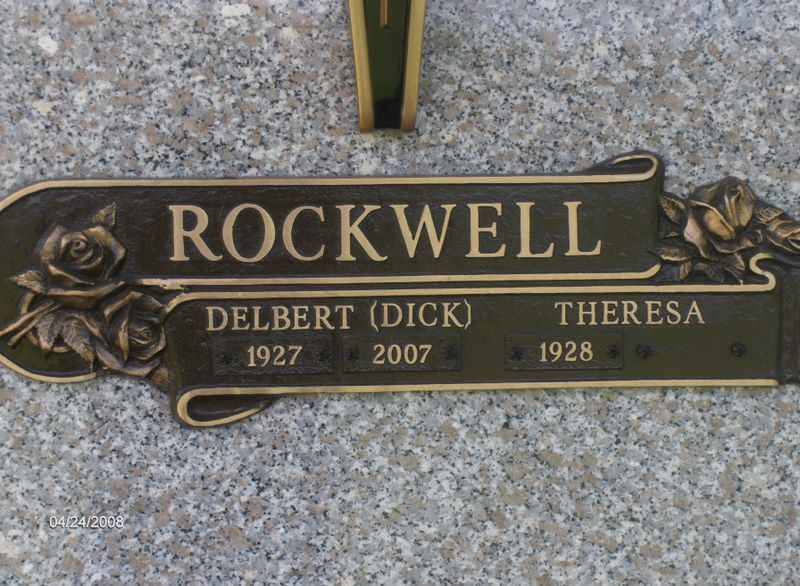 ROCKWELL
DELBERT (DICK) THERESA
1927 2007 1928
04/24/2008